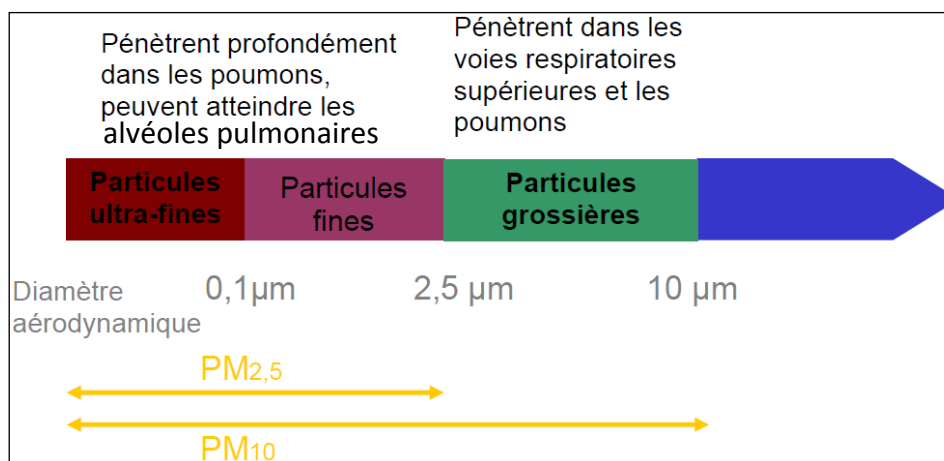 Pénètrent profondément
dans les poumons,
peuvent atteindre les
alvéoles pulmonaires
Pénètrent dans les
voies respiratoires
supérieures et les
poumons
Particules
ultra-fines
Particules
fines
Particules
grossières
Diamètre
aérodynamique
0,1µm
2,5 µm
10 µm
PM2,5
PM10